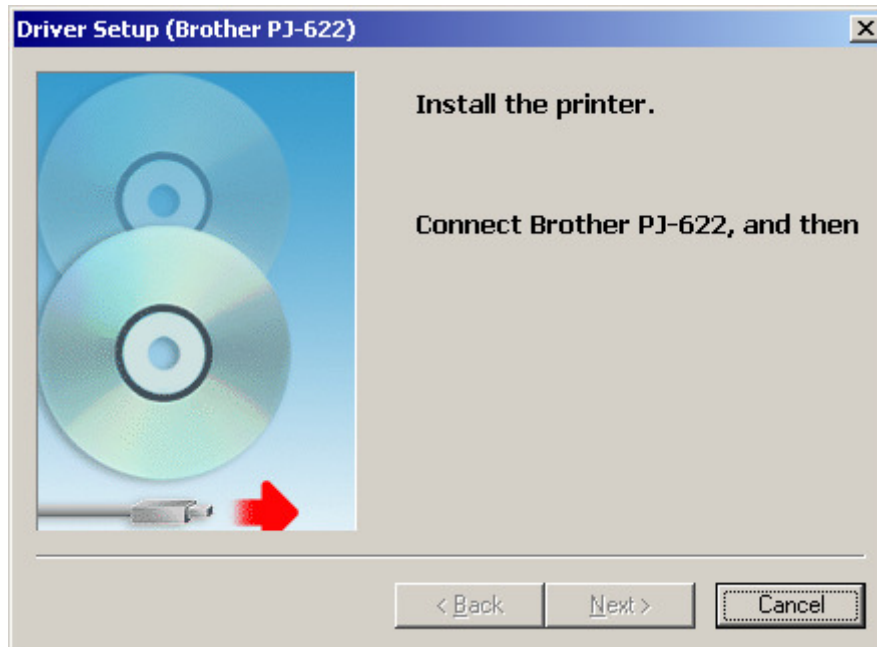 Driver Setup (Brother PJ-622)
Install the printer.
Connect Brother PJ-622, and then
< Back
Next >
Cancel